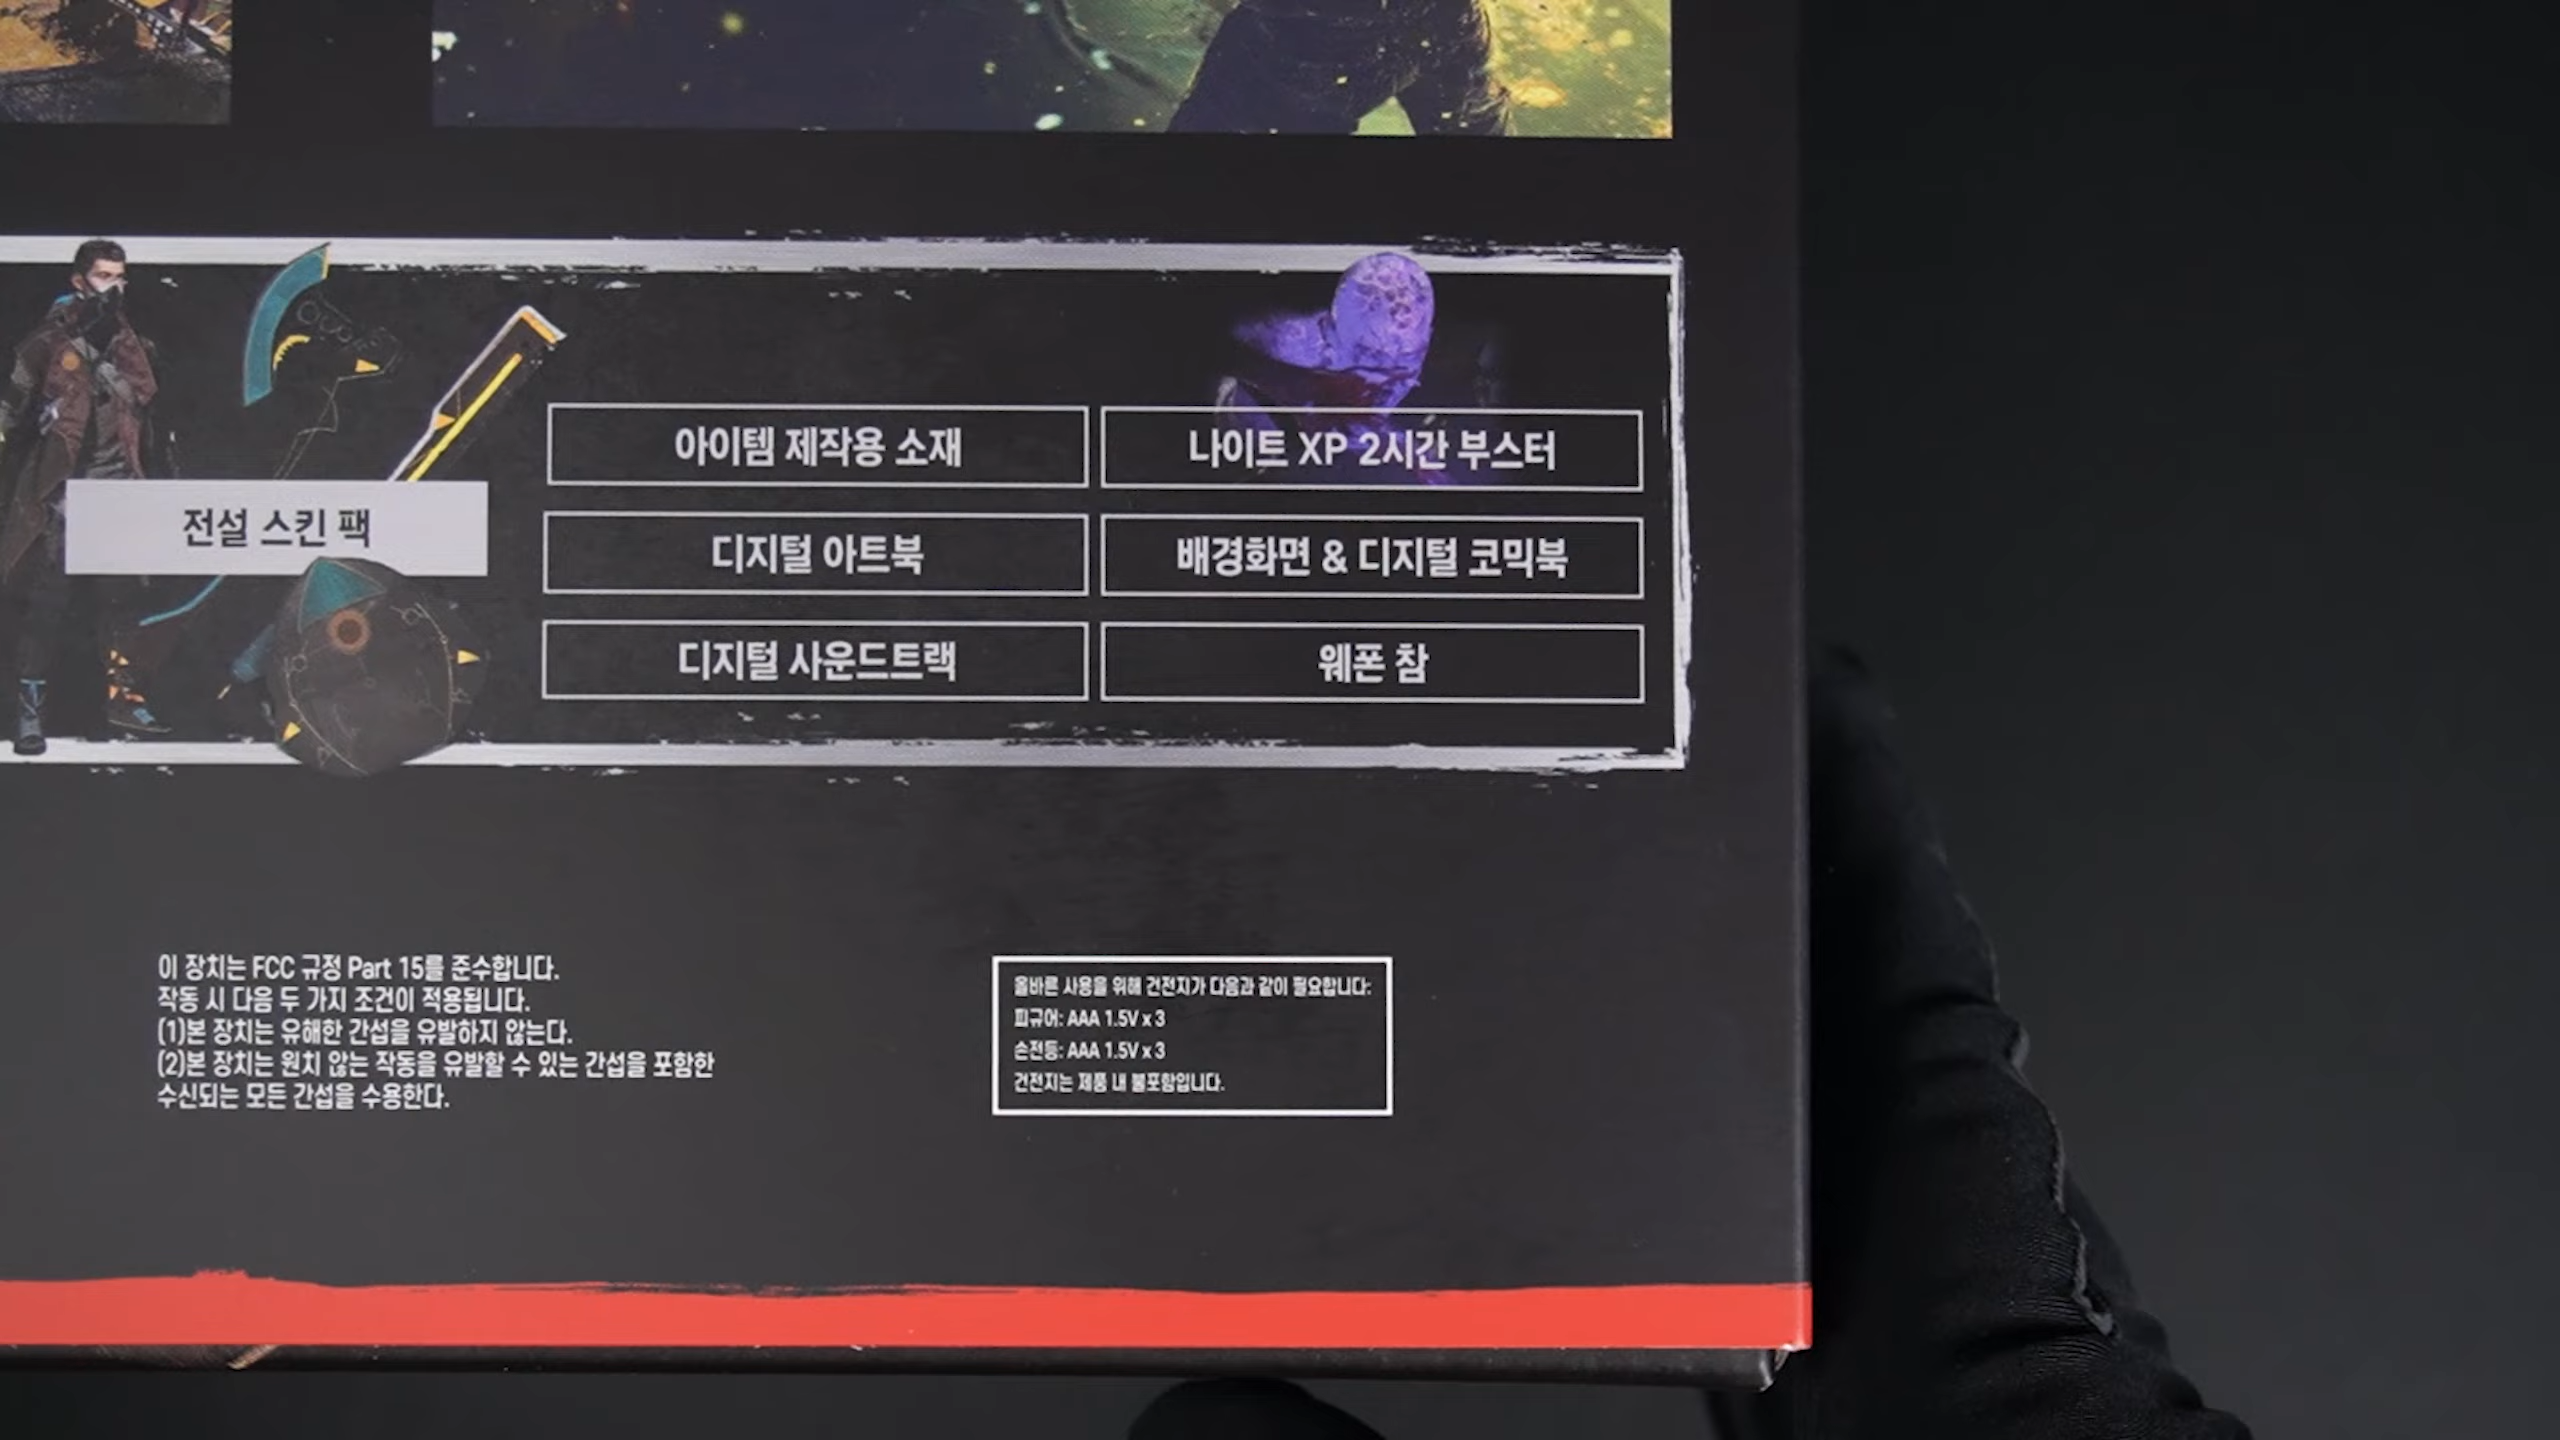 전설 스킨 팩
아이템 제작용 소재
나이트 XP 2시간 부스터
디지털 아트북
배경화면 & 디지털 코믹북
디지털 사운드트랙
웨폰 참
이 장치는 FCC 규정 Part 15를 준수합니다.
작동 시 다음 두 가지 조건이 적용됩니다.
(1)본 장치는 유해한 간섭을 유발하지 않는다.
(2)본 장치는 원치 않는 작동을 유발할 수 있는 간섭을 포함한
수신되는 모든 간섭을 수용한다.
올바른 사용을 위해 건전지가 다음과 같이 필요합니다:
피규어: AAA 1.5V x 3
손전등: AAA 1.5V x 3
건전지는 제품 내 불포함입니다.